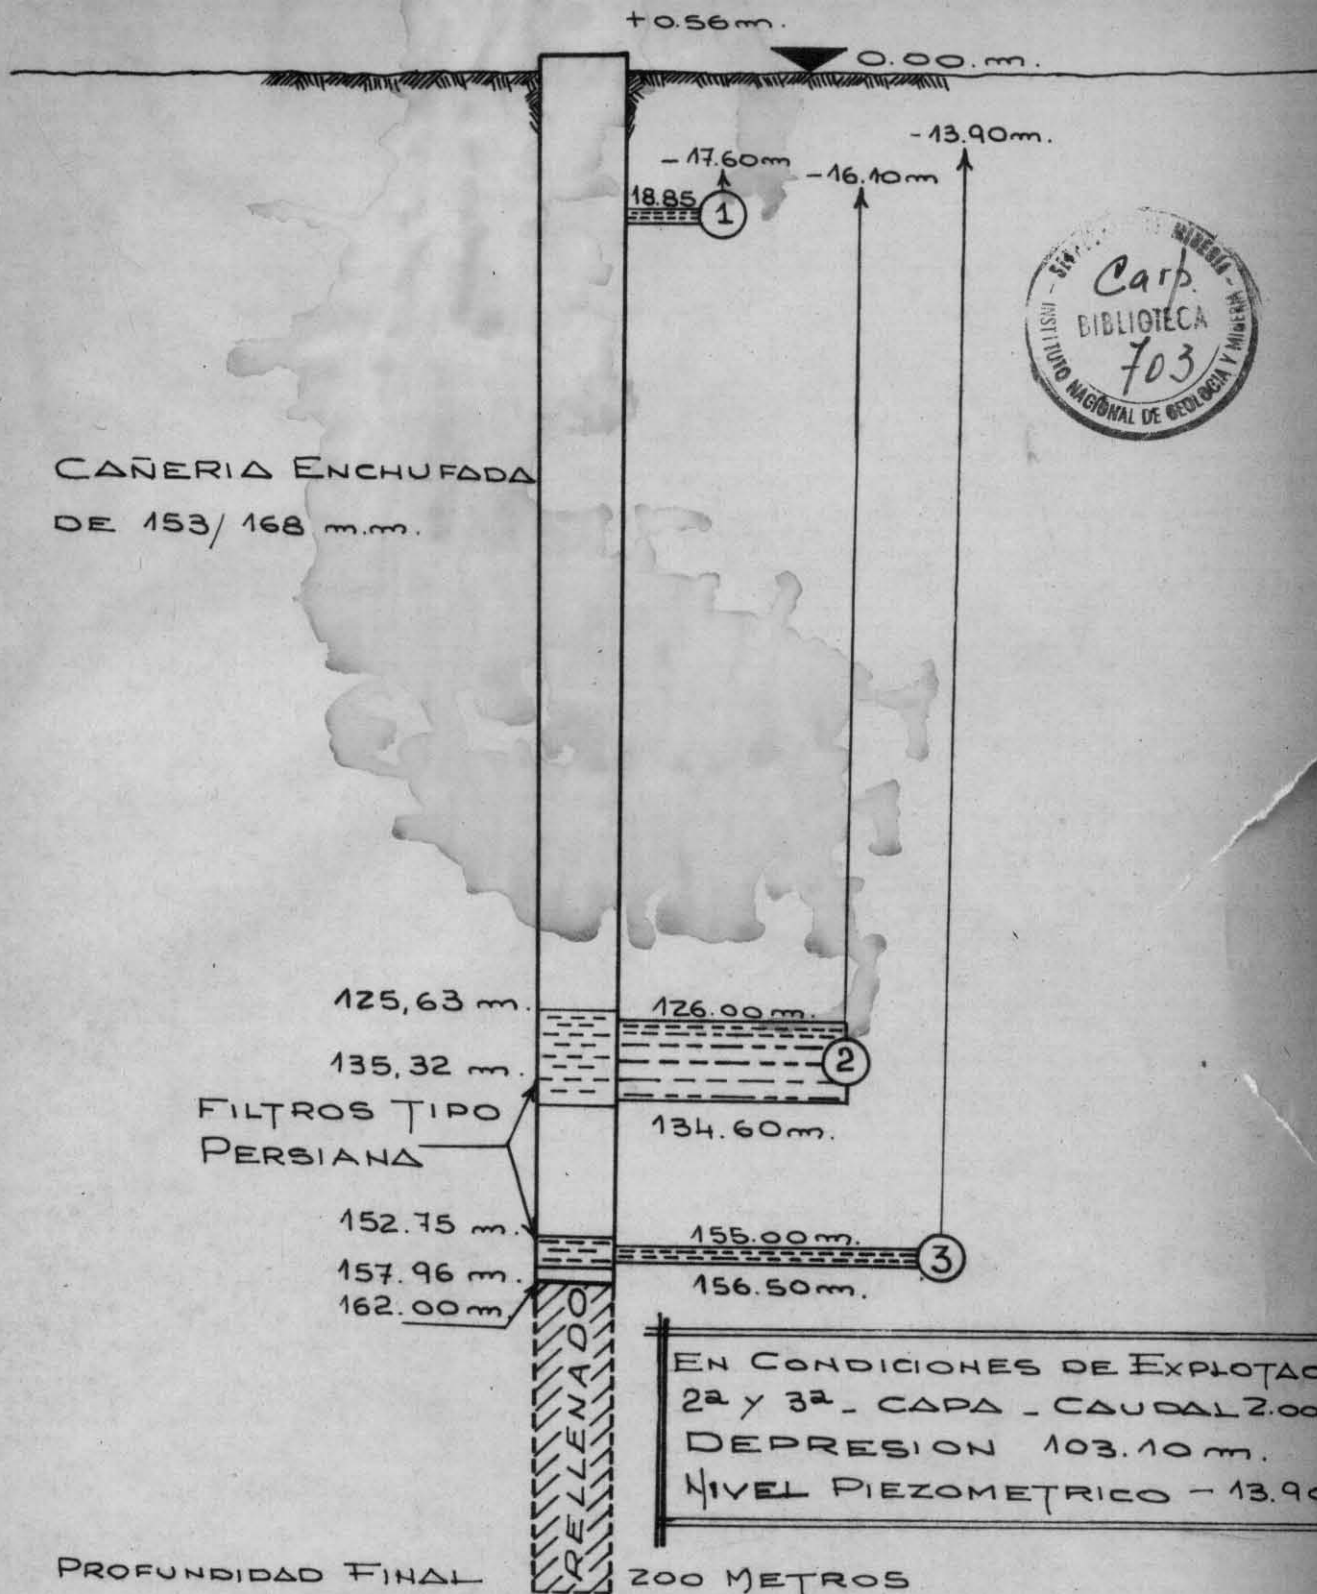 +0.56m.
0.00.m.
-13.90m.
-17.60m
-16.10m
18.85
1
INSTITUTO NACIONAL DE GEOLOGIA Y MINERIA
DE MINERIA
Carp.
BIBLIOTECA
703
CAÑERIA ENCHUFADA
DE 153/168 m.m.
125,63 m.
126.00m.
135,32 m.
2
FILTROS TIPO
PERSIANA
134.60m.
152.75 m.
155.00m.
3
157.96 m.
156.50m.
162.00m.
RELLENADO
EN CONDICIONES DE EXPLOTAC
2ª Y 3ª - CAPA - CAUDAL 2.00
DEPRESION 103.10 m.
NIVEL PIEZOMETRICO - 13.90
PROFUNDIDAD FINAL 200 METROS